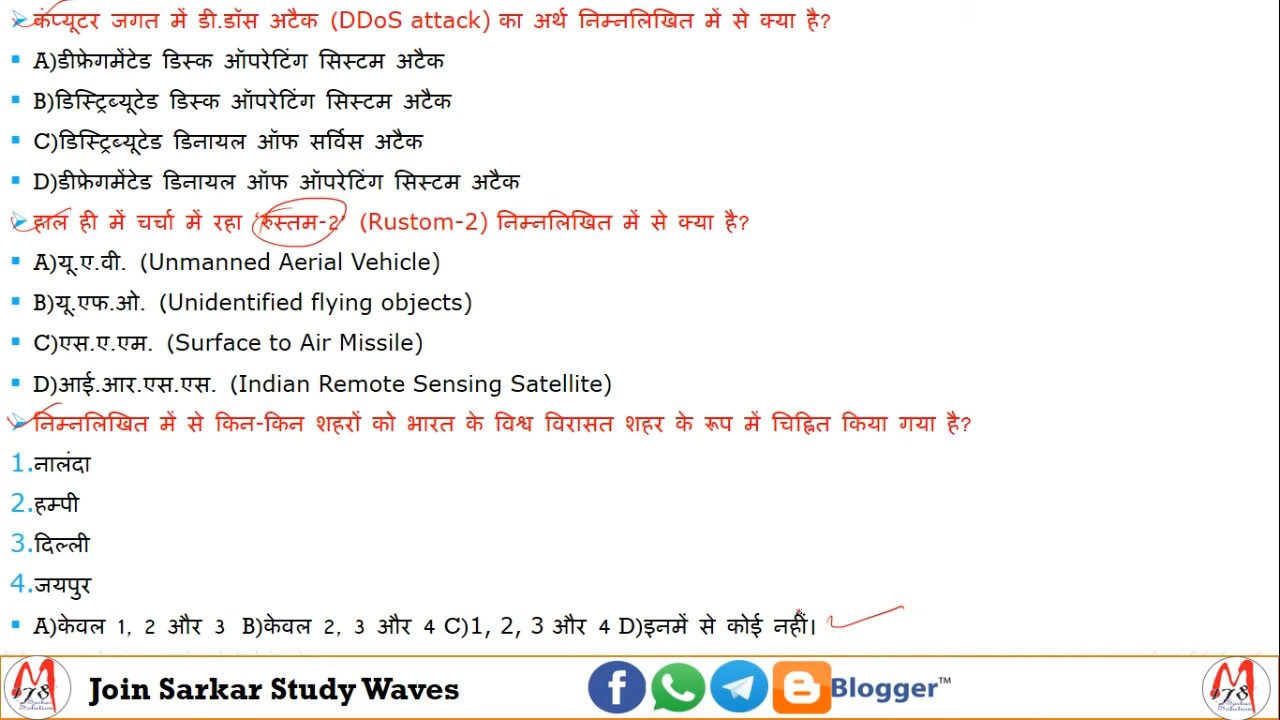 कंप्यूटर जगत में डी.डॉस अटैक (DDoS attack) का अर्थ निम्नलिखित में से क्या है?
A)डीफ्रेगमेंटेड डिस्क ऑपरेटिंग सिस्टम अटैक
B)डिस्ट्रिब्यूटेड डिस्क ऑपरेटिंग सिस्टम अटैक
C)डिस्ट्रिब्यूटेड डिनायल ऑफ सर्विस अटैक
D)डीफ्रेगमेंटेड डिनायल ऑफ ऑपरेटिंग सिस्टम अटैक
हाल ही में चर्चा में रहा 'रुस्तम-2' (Rustom-2) निम्नलिखित में से क्या है?
A)यू.ए.वी. (Unmanned Aerial Vehicle)
B)यू.एफ.ओ. (Unidentified flying objects)
C)एस.ए.एम. (Surface to Air Missile)
D)आई.आर.एस.एस. (Indian Remote Sensing Satellite)
निम्नलिखित में से किन-किन शहरों को भारत के विश्व विरासत शहर के रूप में चिह्नित किया गया है?
1.नालंदा
2.हम्पी
3.दिल्ली
4.जयपुर
A)केवल 1, 2 और 3 B)केवल 2, 3 और 4 C)1, 2, 3 और 4 D)इनमें से कोई नहीं।
Join Sarkar Study Waves
Blogger™